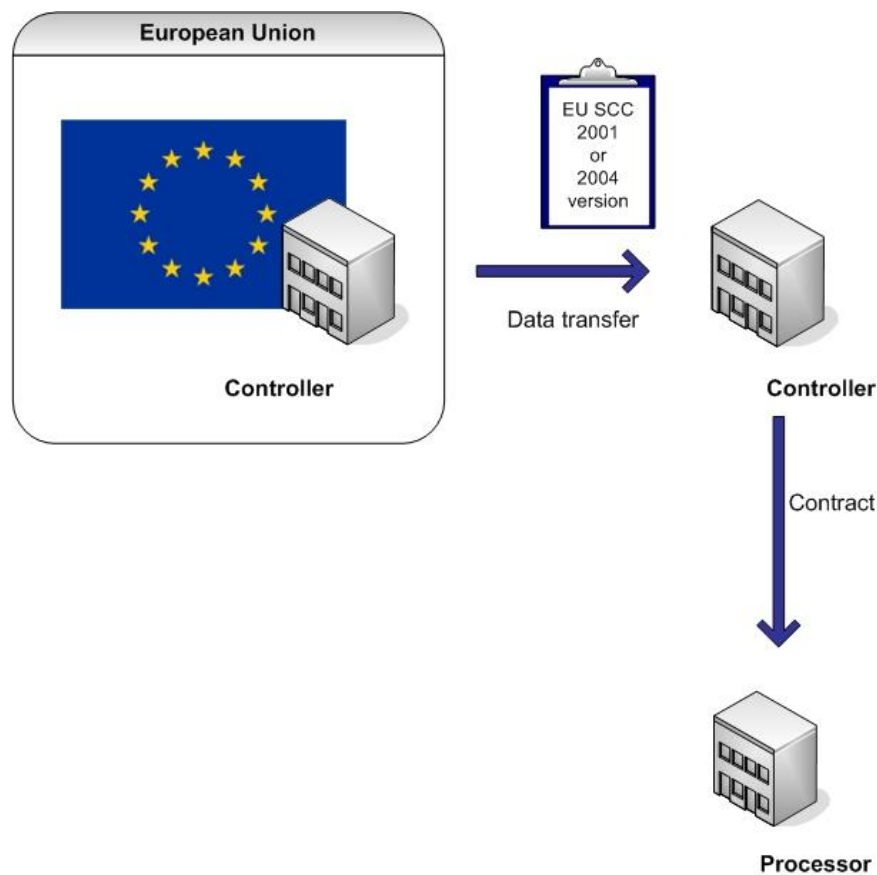 European Union
EU SCC
2001
or
2004
version
Data transfer
Controller
Controller
Contract
Processor